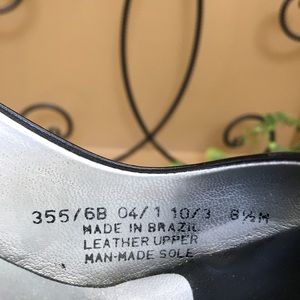 355/6B 04/1 10/3 8½M
MADE IN BRAZIL
LEATHER UPPER
MAN-MADE SOLE